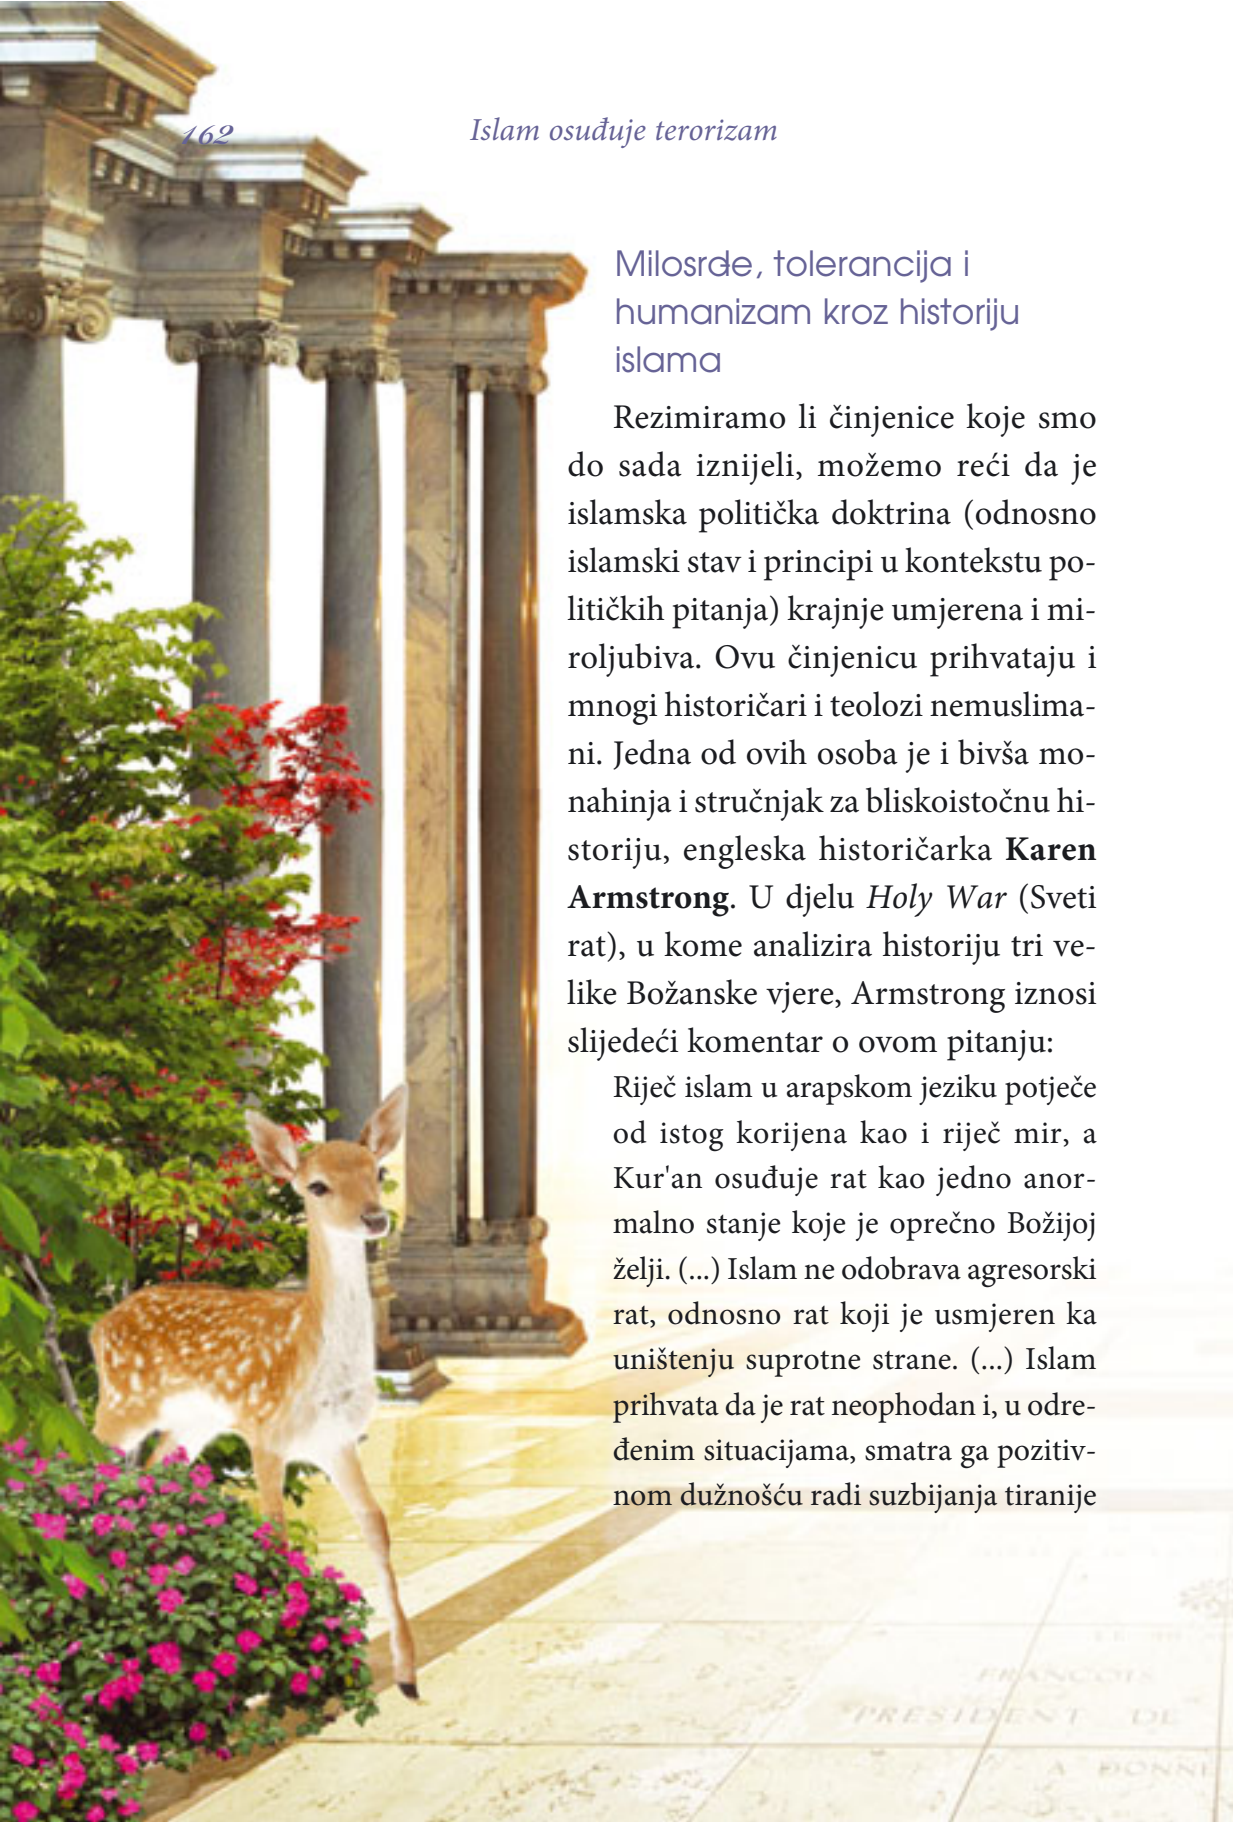 162
Islam osuđuje terorizam
Milosrđe, tolerancija i
humanizam kroz historiju
islama
Rezimiramo li činjenice koje smo
do sada iznijeli, možemo reći da je
islamska politička doktrina (odnosno
islamski stav i principi u kontekstu po-
litičkih pitanja) krajnje umjerena i mi-
roljubiva. Ovu činjenicu prihvataju i
mnogi historičari i teolozi nemuslima-
ni. Jedna od ovih osoba je i bivša mo-
nahinja i stručnjak za bliskoistočnu hi-
storiju, engleska historičarka Karen
Armstrong. U djelu Holy War (Sveti
rat), u kome analizira historiju tri ve-
like Božanske vjere, Armstrong iznosi
slijedeći komentar o ovom pitanju:
Riječ islam u arapskom jeziku potječe
od istog korijena kao i riječ mir, a
Kur'an osuđuje rat kao jedno anor-
malno stanje koje je oprečno Božijoj
želji. (...) Islam ne odobrava agresorski
rat, odnosno rat koji je usmjeren ka
uništenju suprotne strane. (...) Islam
prihvata da je rat neophodan i, u odre-
đenim situacijama, smatra ga pozitiv-
nom dužnošću radi suzbijanja tiranije
FRANCOIS
PRESIDENT DE
A DONNE